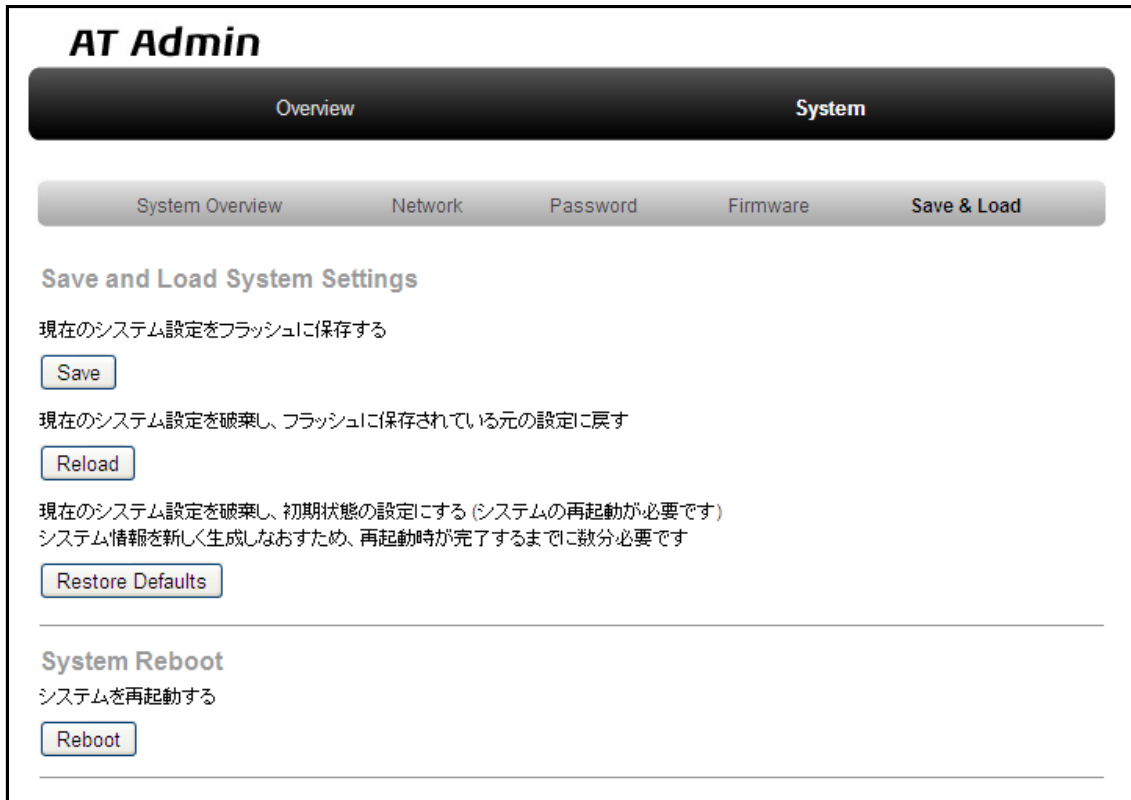 AT Admin
Overview System
System Overview Network Password Firmware Save & Load
Save and Load System Settings
現在のシステム設定をフラッシュに保存する
Save
現在のシステム設定を破棄し、フラッシュに保存されている元の設定に戻す
Reload
現在のシステム設定を破棄し、初期状態の設定にする (システムの再起動が必要です)
システム情報を新しく生成しなおすため、再起動時が完了するまでに数分必要です
Restore Defaults
System Reboot
システムを再起動する
Reboot